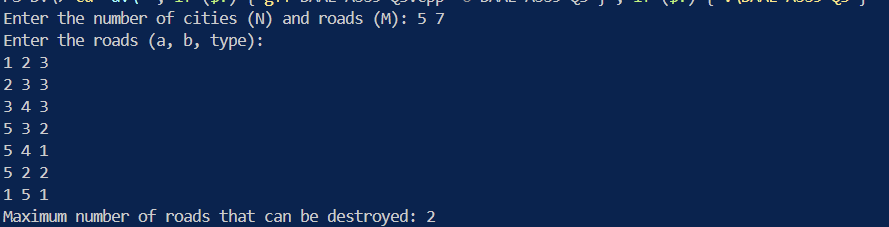 Enter the number of cities (N) and roads (M): 5 7
Enter the roads (a, b, type):
1 2 3
2 3 3
3 4 3
5 3 2
5 4 1
5 2 2
1 5 1
Maximum number of roads that can be destroyed: 2